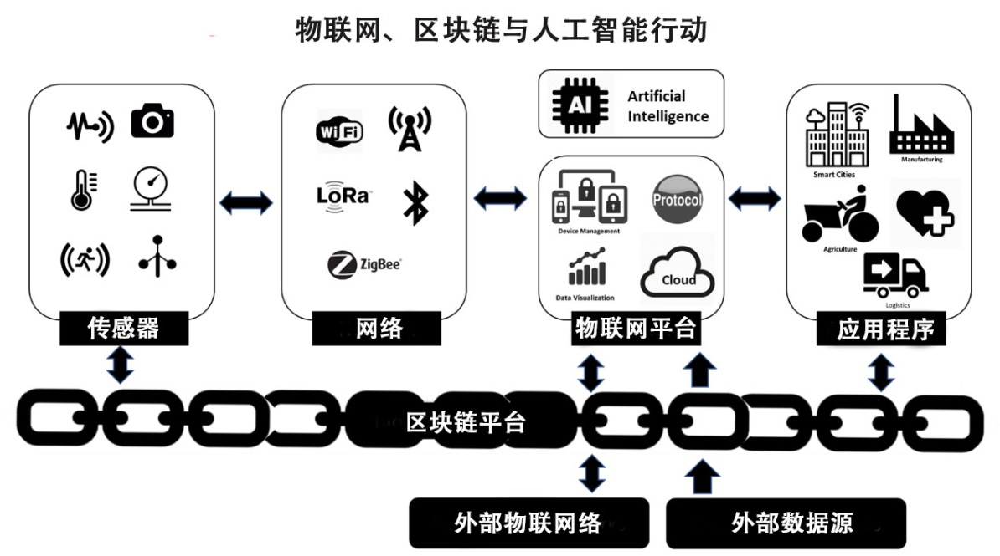 物联网、区块链与人工智能行动
WiFi
LoRa
ZigBee
传感器
网络
AI
Artificial
Intelligence
Device Management
Protocol
Data Visualization
Cloud
物联网平台
Smart Cities
Manufacturing
Agriculture
Logistics
应用程序
区块链平台
外部物联网络
外部数据源